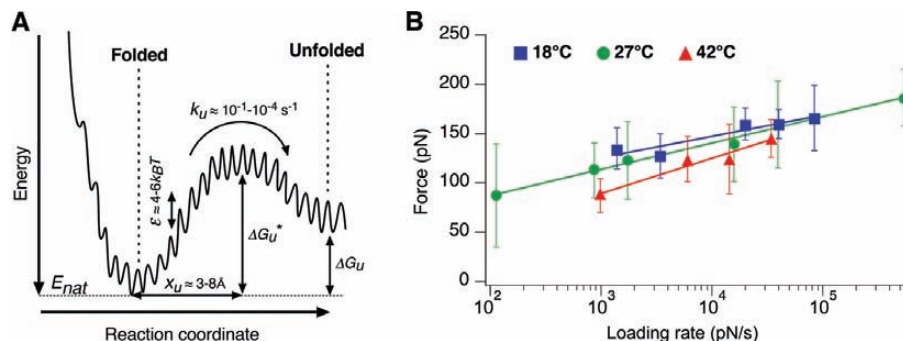 A
Folded
Unfolded
k_u ≈ 10^-1-10^-4 s^-1
Energy
ε ≈ 4-6k_BT
ΔG_u*
ΔG_u
E_nat
x_u ≈ 3-8Å
Reaction coordinate
B
250
18°C 27°C 42°C
200
150
100
50
0
Force (pN)
10^2 10^3 10^4 10^5
Loading rate (pN/s)